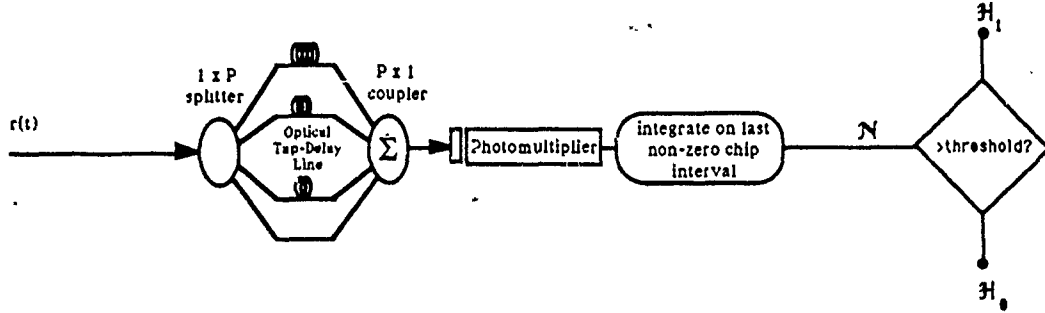 r(t)
1 x P
splitter
Optical
Tap-Delay
Line
P x 1
coupler
Σ
Photomultiplier
integrate on last
non-zero chip
interval
N
>threshold?
H₁
H₀